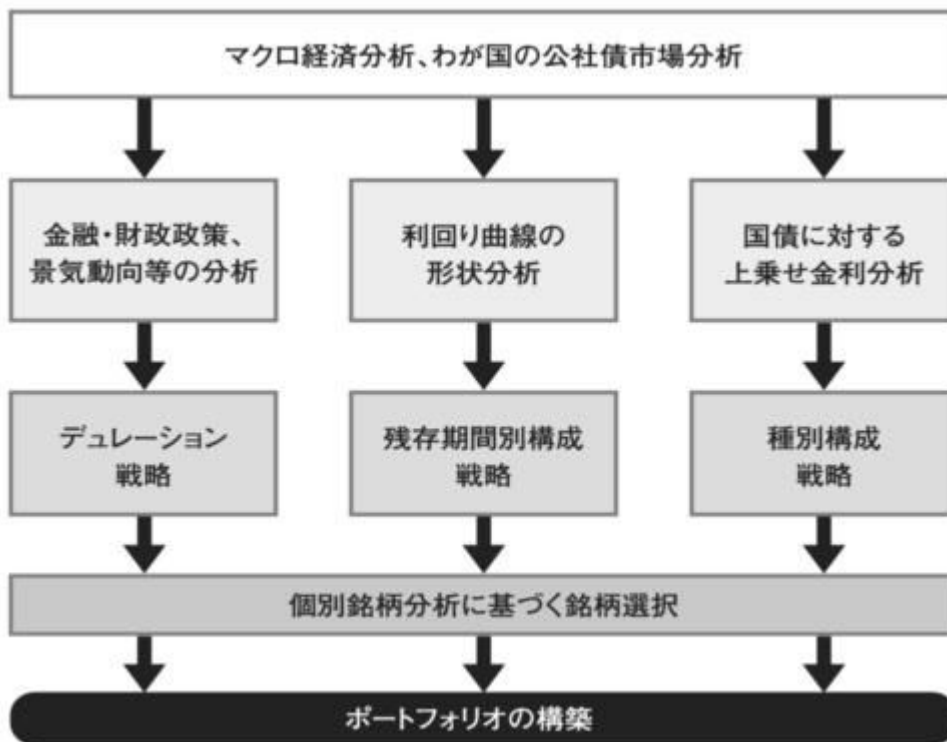 マクロ経済分析、わが国の公社債市場分析
金融・財政政策、
景気動向等の分析
利回り曲線の
形状分析
国債に対する
上乗せ金利分析
デュレーション
戦略
残存期間別構成
戦略
種別構成
戦略
個別銘柄分析に基づく銘柄選択
ポートフォリオの構築